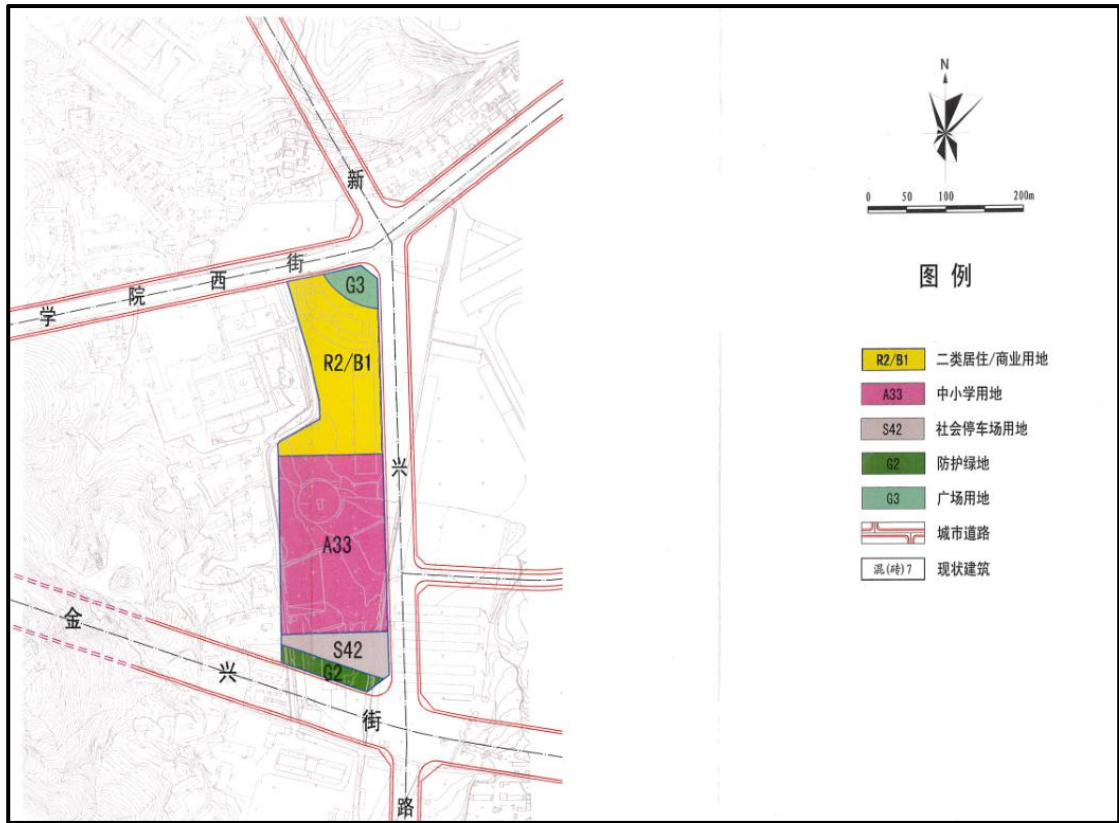 新
学院西街
G3
R2/B1
兴
A33
S42
G2
金兴街
路
N
0 50 100 200m
图例
R2/B1 二类居住/商业用地
A33 中小学用地
S42 社会停车场用地
G2 防护绿地
G3 广场用地
城市道路
混(砖)7 现状建筑